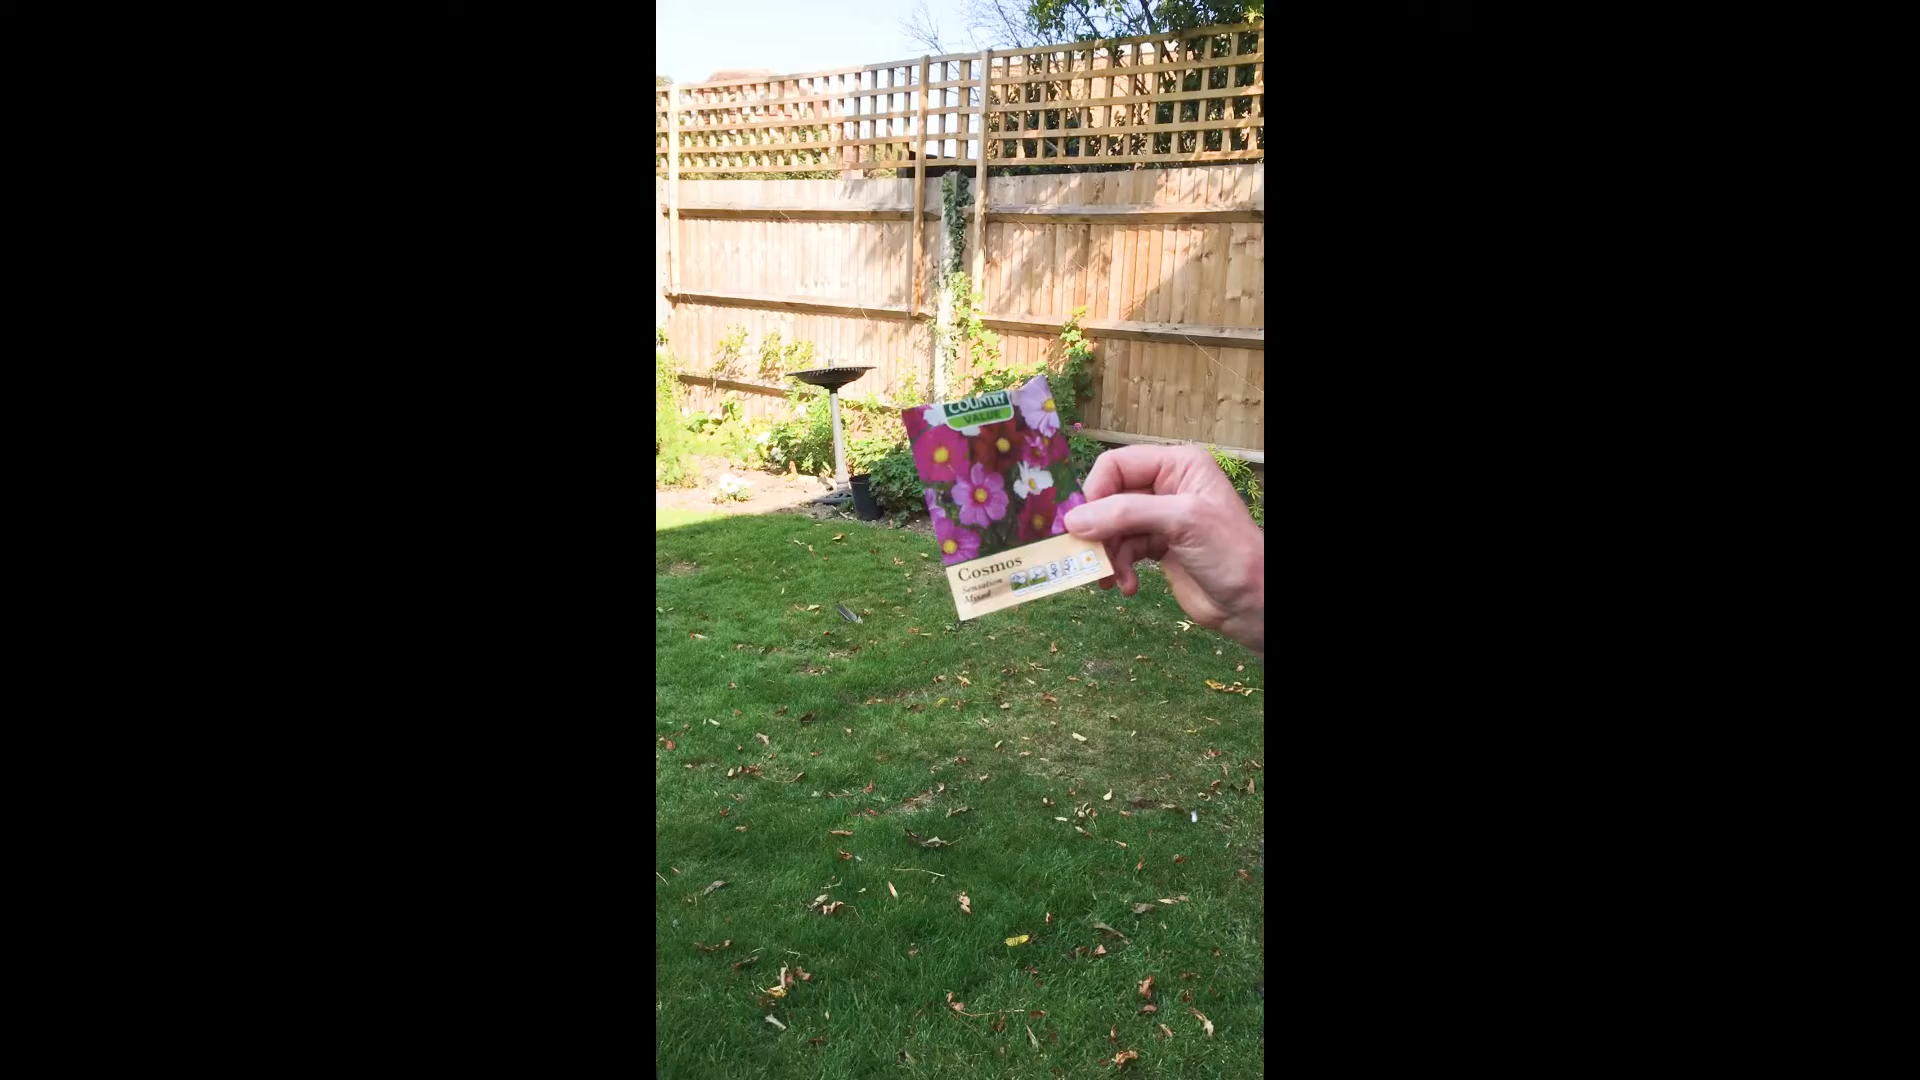 COUNTRY
VALUE
Cosmos
Sensation
Mixed